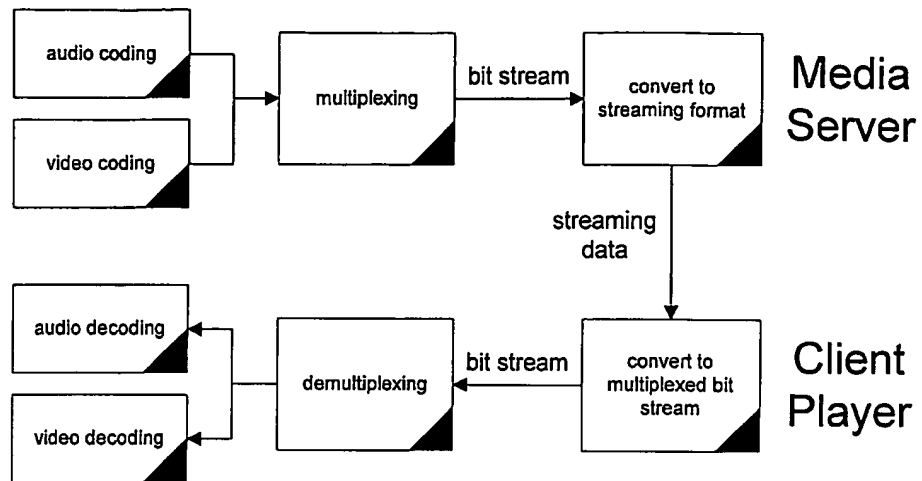 audio coding
video coding
multiplexing
bit stream
convert to
streaming format
Media
Server
streaming
data
audio decoding
video decoding
demultiplexing
bit stream
convert to
multiplexed bit
stream
Client
Player